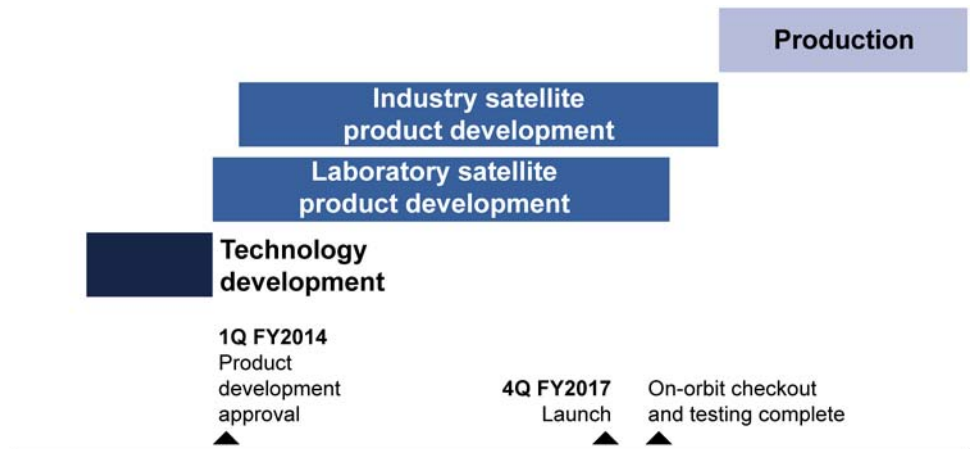 Production
Industry satellite
product development
Laboratory satellite
product development
Technology
development
1Q FY2014
Product
development
approval
4Q FY2017
Launch
On-orbit checkout
and testing complete